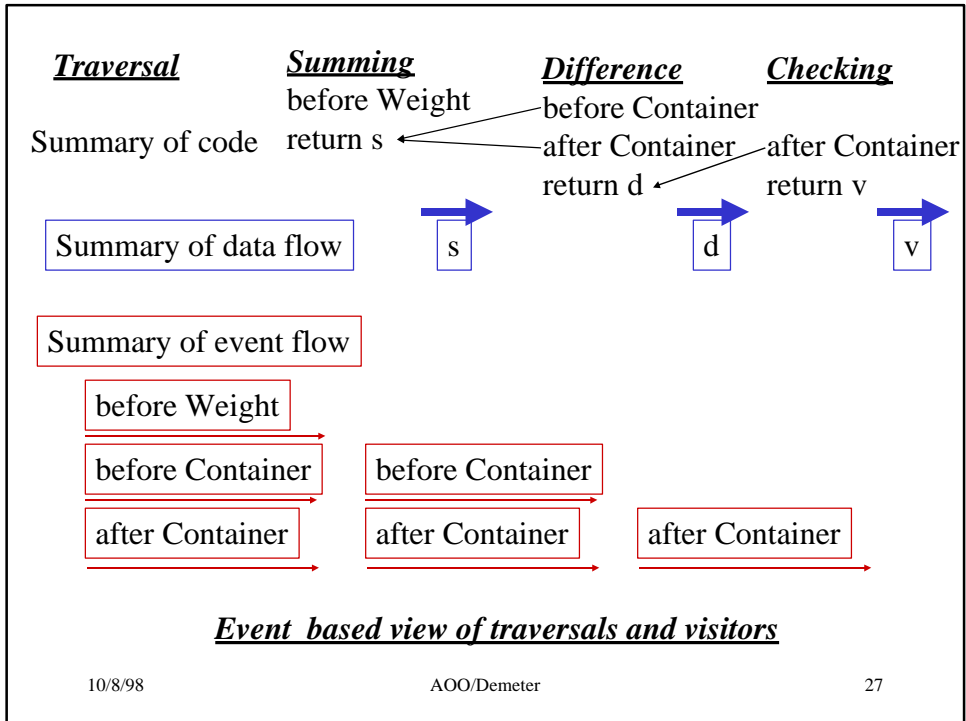 Traversal
Summing
Difference
Checking
before Weight
before Container
Summary of code
return s
after Container
after Container
return d
return v
Summary of data flow
s
d
v
Summary of event flow
before Weight
before Container
before Container
after Container
after Container
after Container
Event based view of traversals and visitors
10/8/98
AOO/Demeter
27